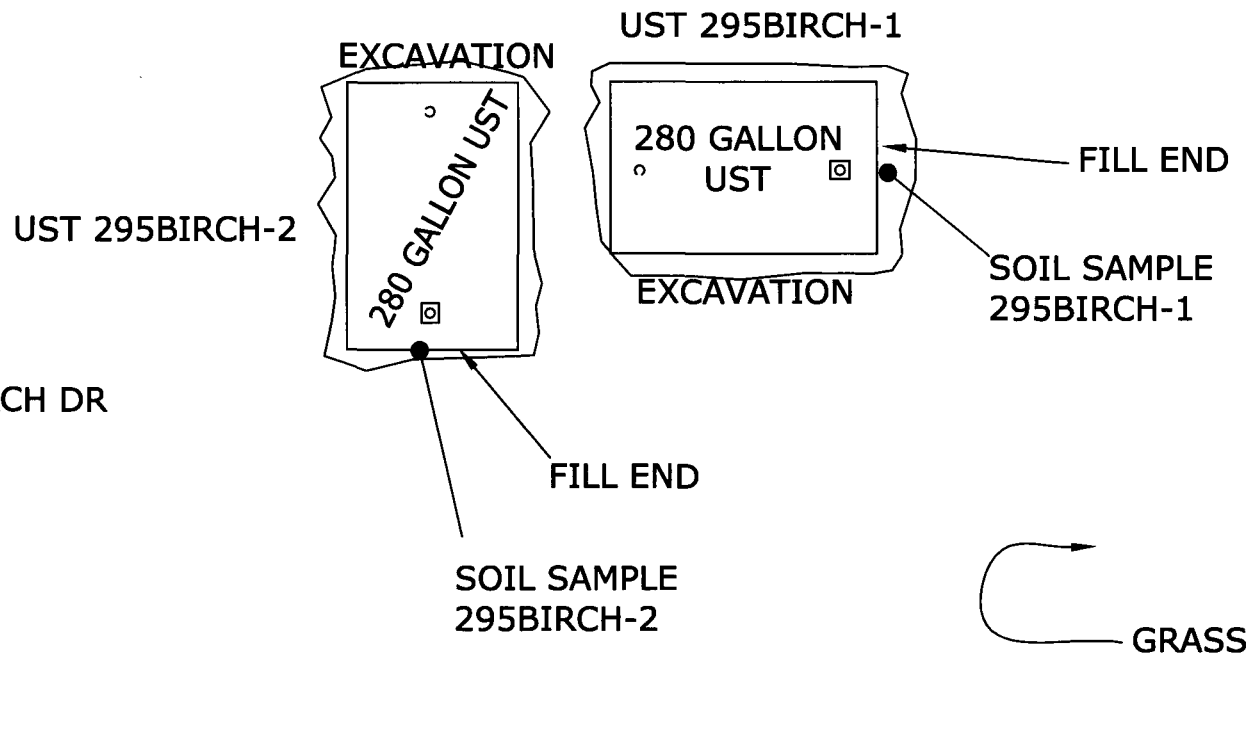 UST 295BIRCH-1
EXCAVATION
280 GALLON UST
280 GALLON
UST
FILL END
UST 295BIRCH-2
SOIL SAMPLE
295BIRCH-1
EXCAVATION
CH DR
FILL END
SOIL SAMPLE
295BIRCH-2
GRASS